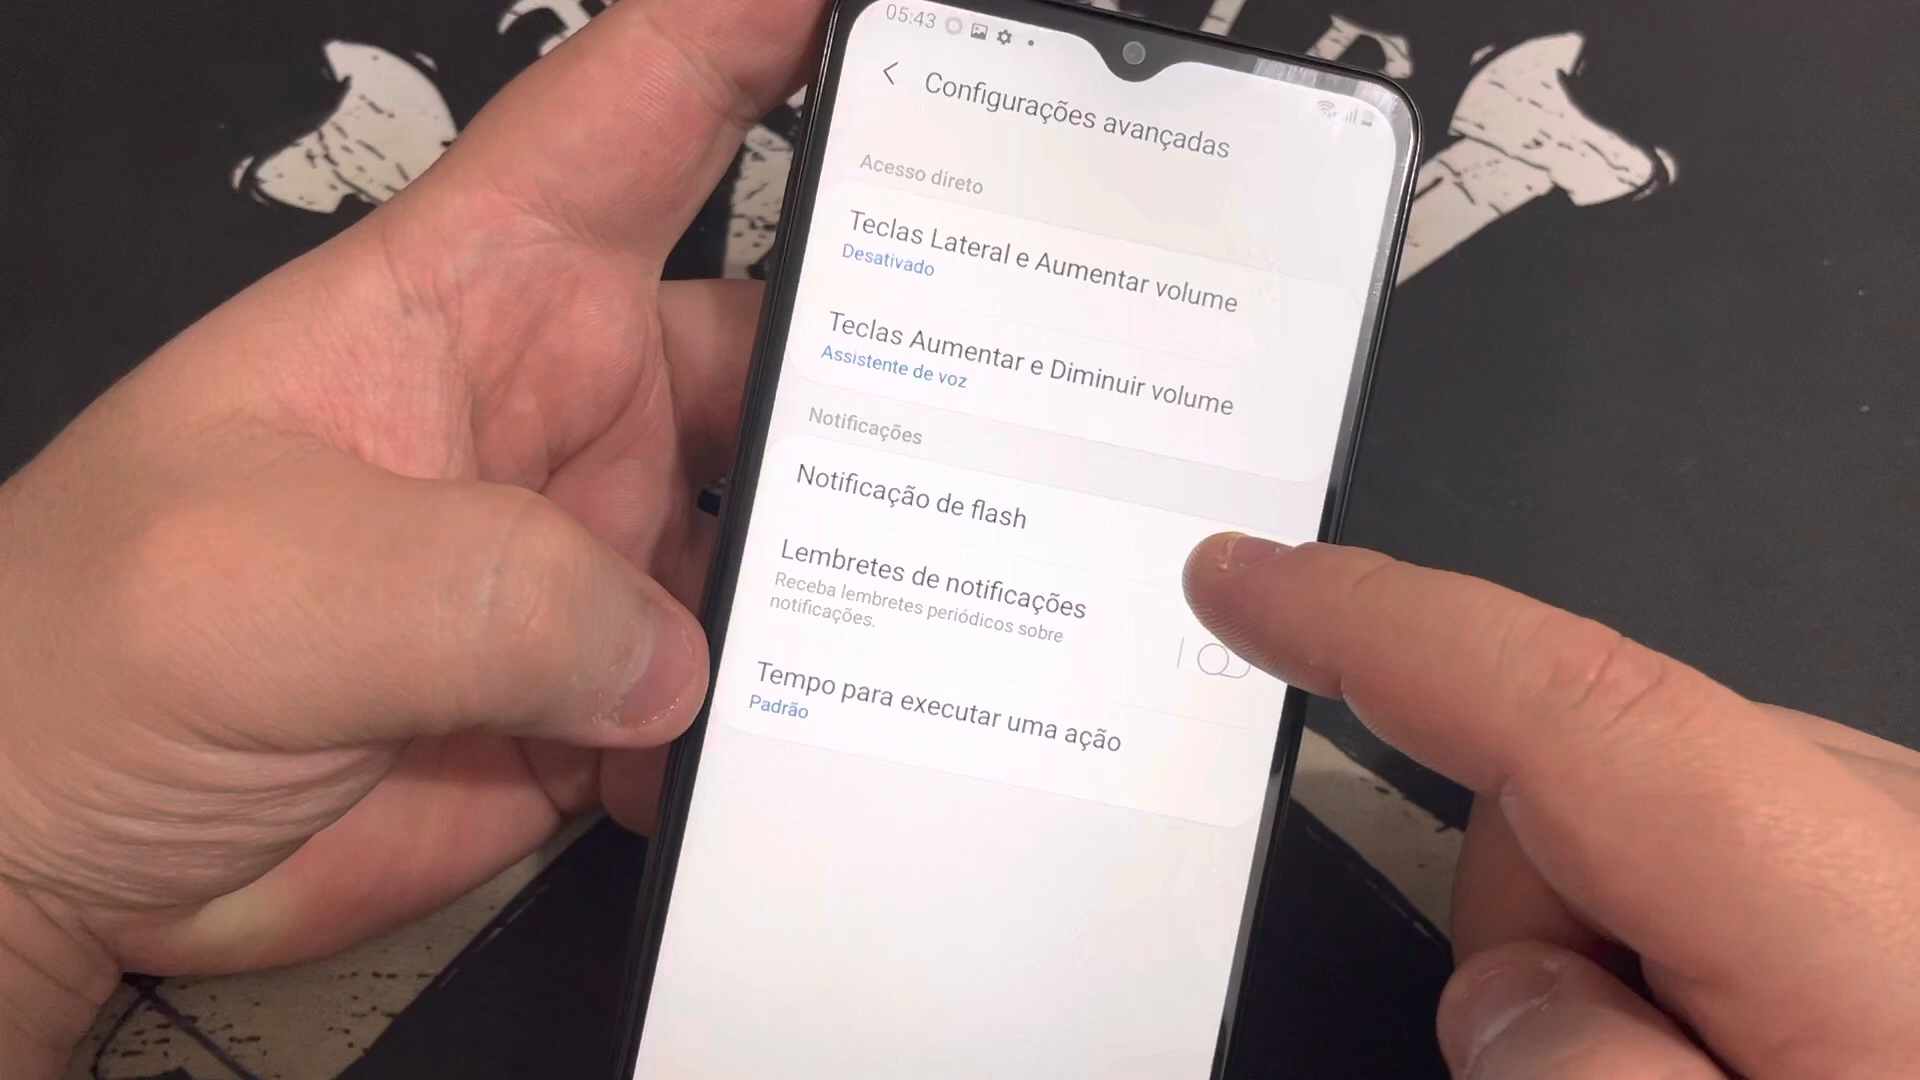 05:43
Configurações avançadas
Acesso direto
Teclas Lateral e Aumentar volume
Desativado
Teclas Aumentar e Diminuir volume
Assistente de voz
Notificações
Notificação de flash
Lembretes de notificações
Receba lembretes periódicos sobre
notificações.
Tempo para executar uma ação
Padrão